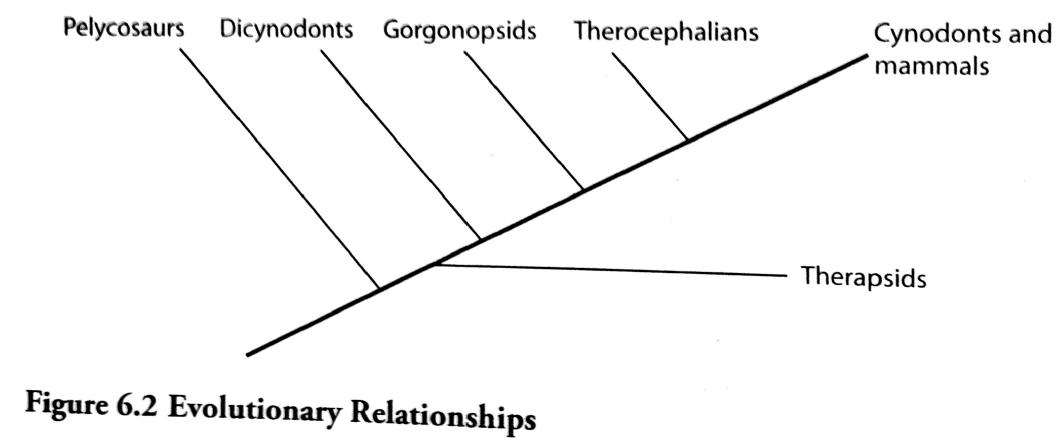 Pelycosaurs Dicynodonts Gorgonopsids Therocephalians Cynodonts and
mammals
Therapsids
Figure 6.2 Evolutionary Relationships